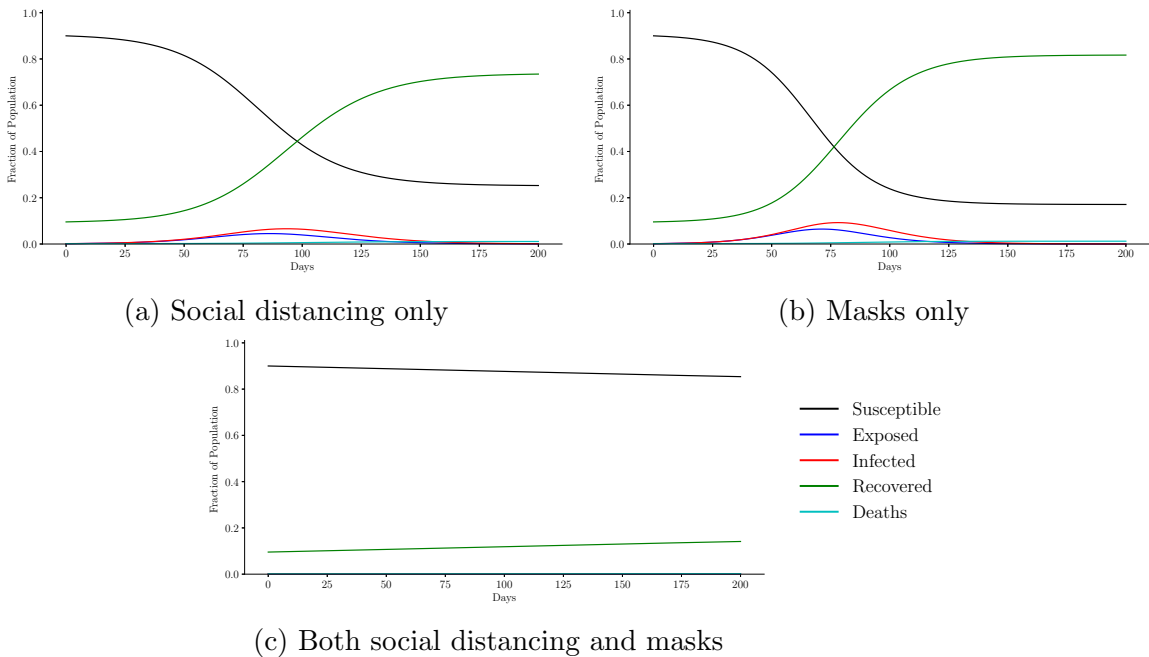 1.0
0.8
0.6
0.4
0.2
0.0
Fraction of Population
0 25 50 75 100 125 150 175 200
Days
(a) Social distancing only
1.0
0.8
0.6
0.4
0.2
0.0
Fraction of Population
0 25 50 75 100 125 150 175 200
Days
(b) Masks only
1.0
0.8
0.6
0.4
0.2
0.0
Fraction of Population
0 25 50 75 100 125 150 175 200
Days
Susceptible
Exposed
Infected
Recovered
Deaths
(c) Both social distancing and masks